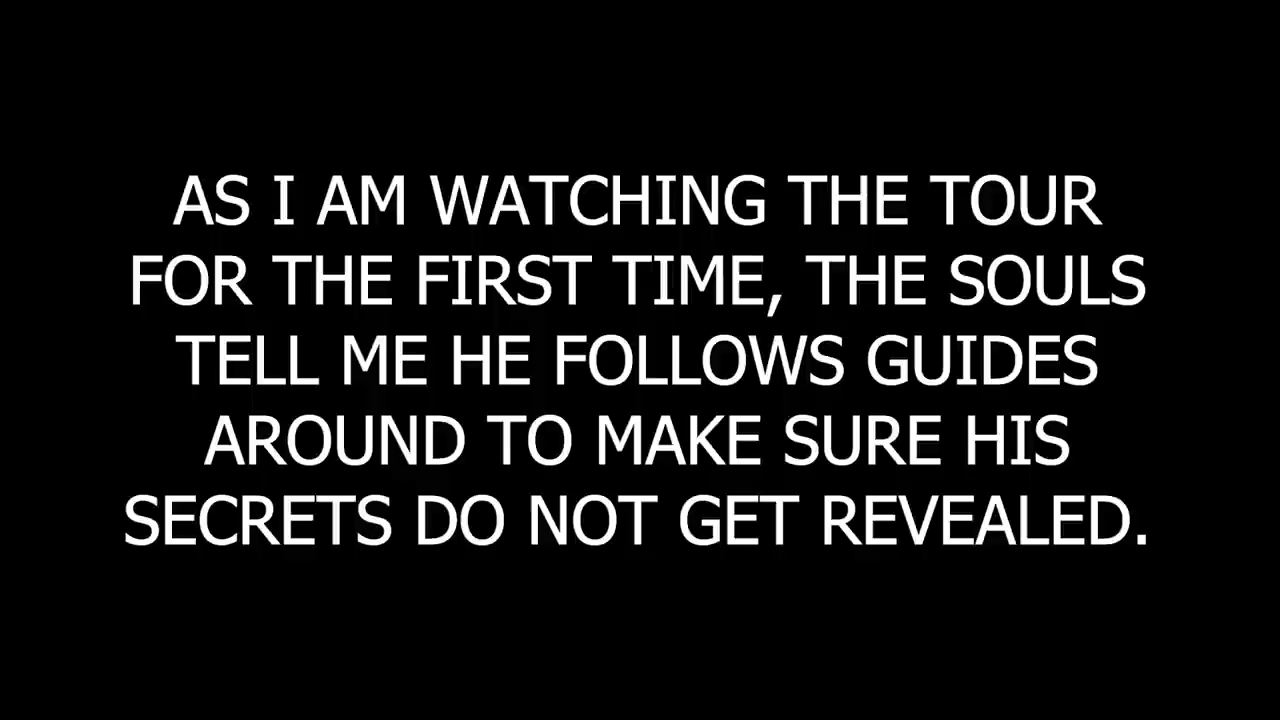 AS I AM WATCHING THE TOUR
FOR THE FIRST TIME, THE SOULS
TELL ME HE FOLLOWS GUIDES
AROUND TO MAKE SURE HIS
SECRETS DO NOT GET REVEALED.